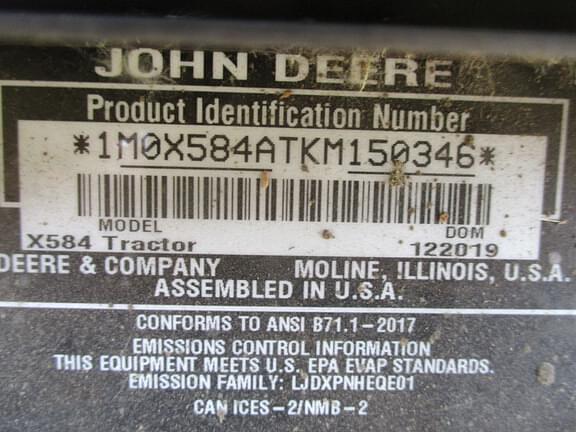 JOHN DEERE
Product Identification Number
*1M0X584ATKM150346*
MODEL DOM
X584 Tractor 122019
DEERE & COMPANY MOLINE, ILLINOIS, U.S.A.
ASSEMBLED IN U.S.A.
CONFORMS TO ANSI B71.1-2017
EMISSIONS CONTROL INFORMATION
THIS EQUIPMENT MEETS U.S. EPA EVAP STANDARDS.
EMISSION FAMILY: LJDXPNHEQE01
CAN ICES-2/NMB-2